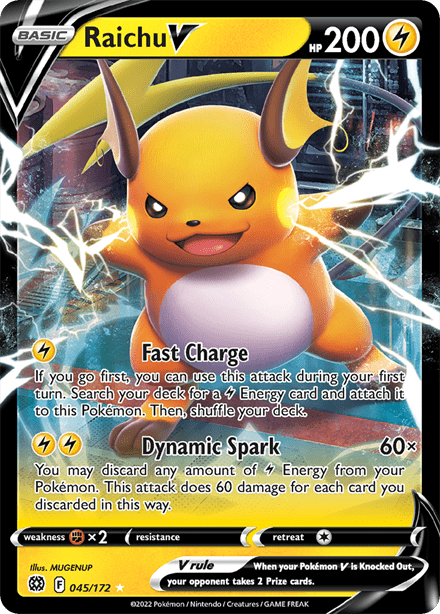 BASIC Raichu V HP 200
Fast Charge
If you go first, you can use this attack during your first
turn. Search your deck for a Energy card and attach it
to this Pokémon. Then, shuffle your deck.
Dynamic Spark 60×
You may discard any amount of Energy from your
Pokémon. This attack does 60 damage for each card you
discarded in this way.
weakness ×2 resistance retreat
Illus. MUGENUP
F 045/172
V rule When your Pokémon V is Knocked Out,
your opponent takes 2 Prize cards.
©2022 Pokémon / Nintendo / Creatures / GAME FREAK